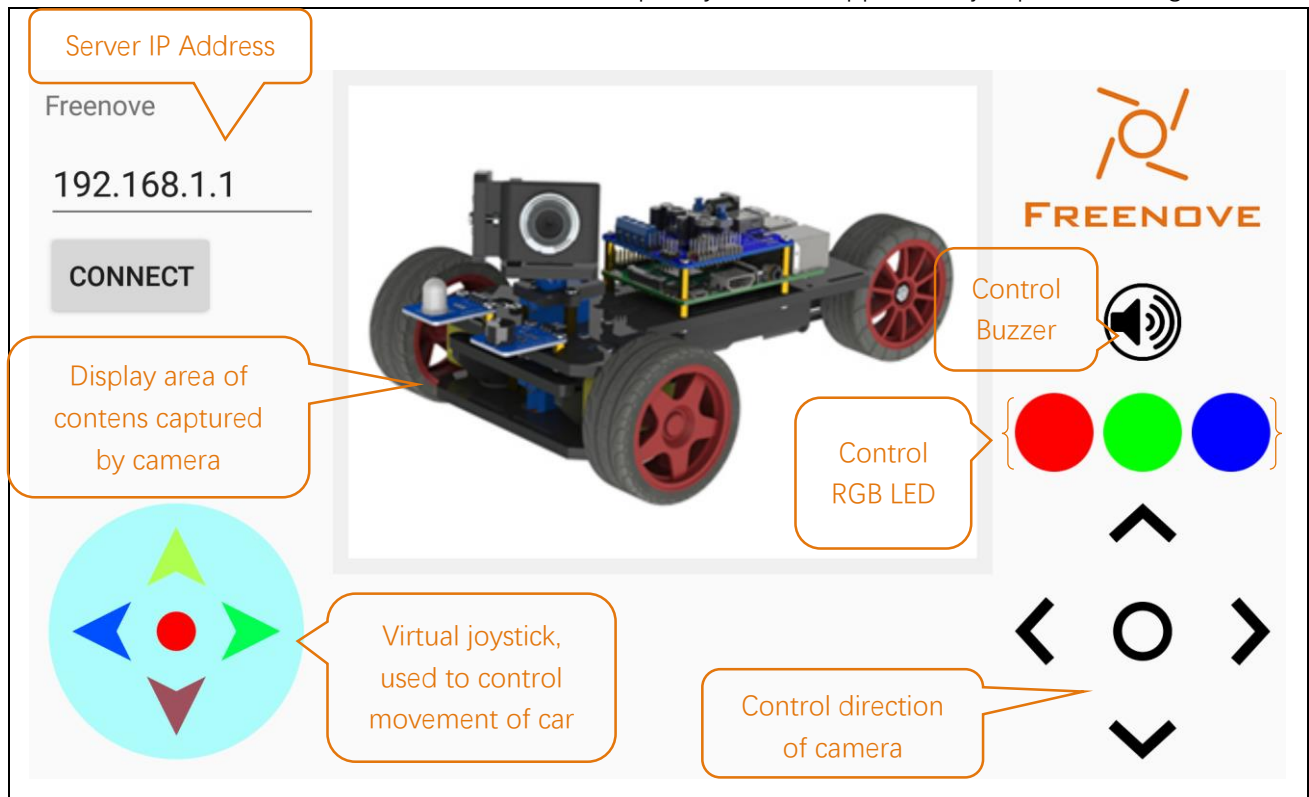 Server IP Address
Freenove
192.168.1.1
CONNECT
FREENOVE
Control
Buzzer
Display area of
contens captured
by camera
Control
RGB LED
Virtual joystick,
used to control
movement of car
Control direction
of camera